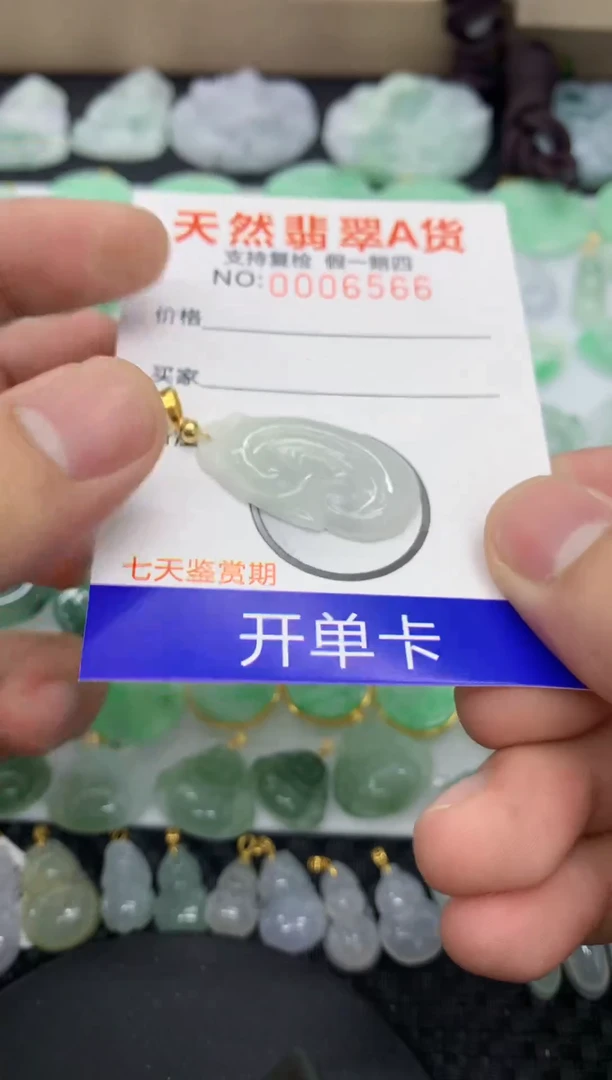 天然翡翠A货
支持复检 假一赔四
NO:0006566
价格
买家
七天鉴赏期
开单卡